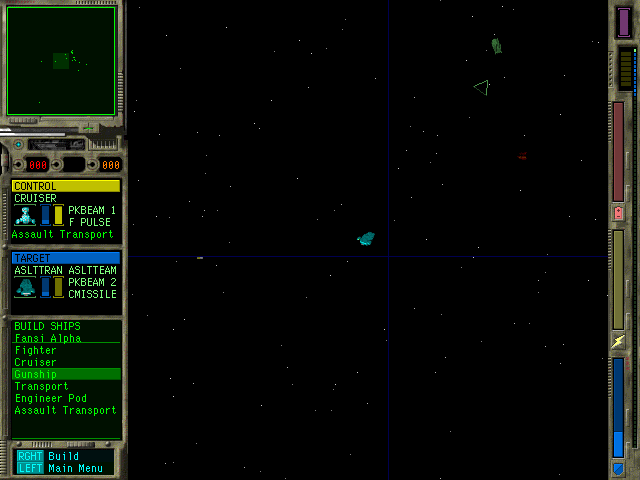 000 000
CONTROL
CRUISER
PKBEAM 1
F PULSE
Assault Transport
TARGET
ASLTTRAN ASLTTEAM
PKBEAM 2
CMISSILE
BUILD SHIPS
Fansi Alpha
Fighter
Cruiser
Gunship
Transport
Engineer Pod
Assault Transport
RGHT Build
LEFT Main Menu